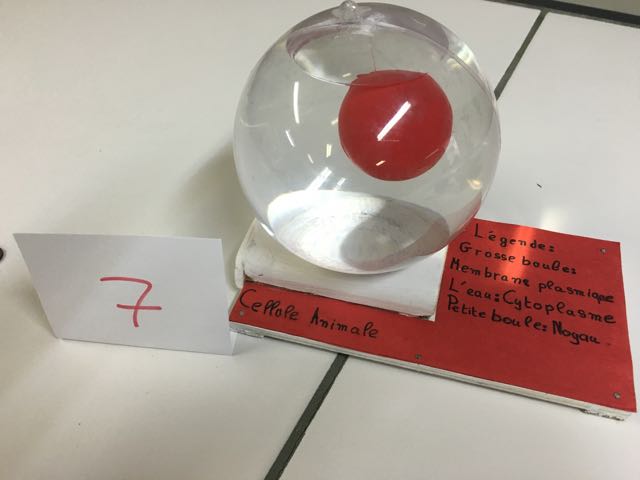 7
Cellule Animale
Légende:
Grosse boule:
Membrane plasmique
L'eau: Cytoplasme
Petite boule: Noyau.